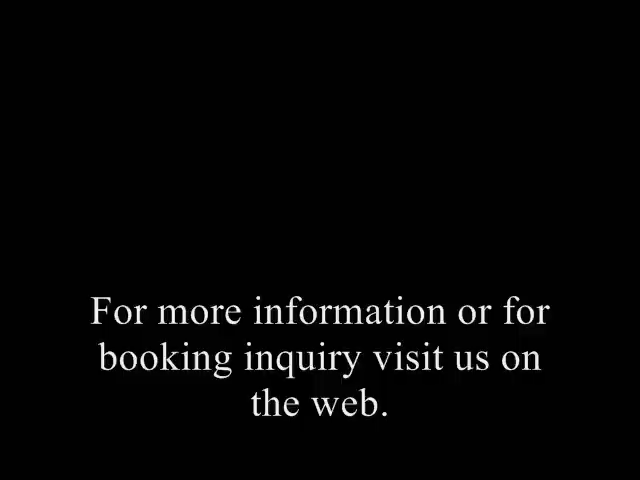 For more information or for
booking inquiry visit us on
the web.